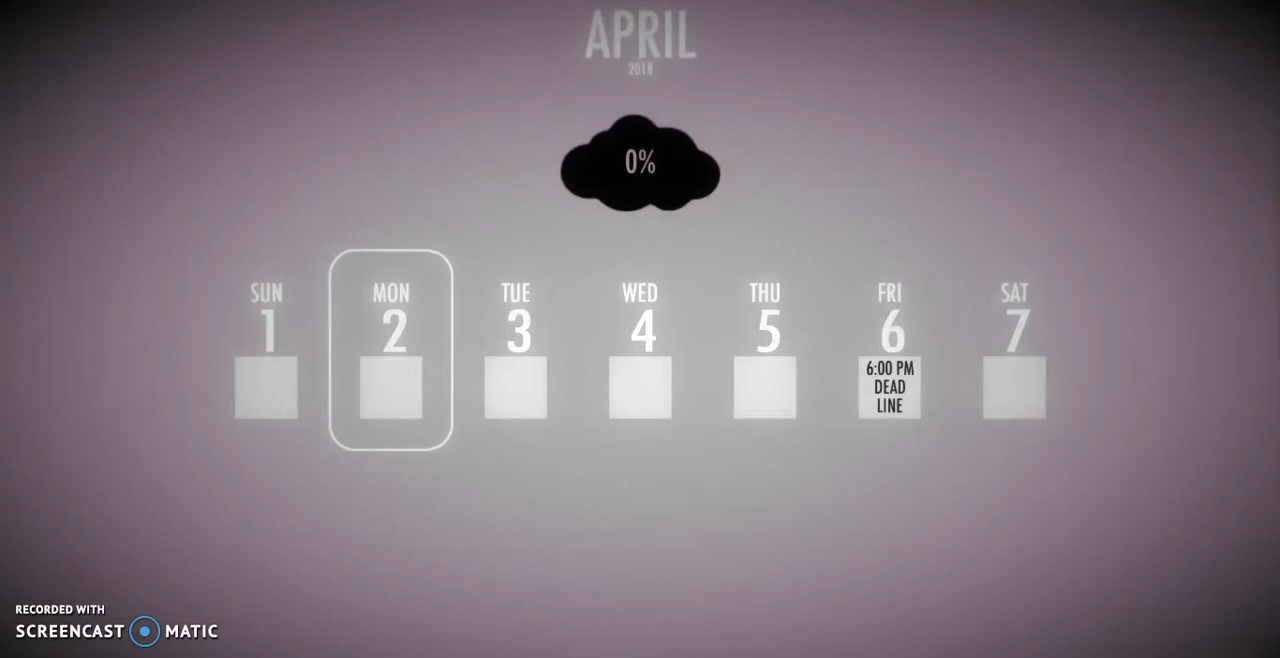 APRIL
2018
0%
SUN MON TUE WED THU FRI SAT
1 2 3 4 5 6 7
6:00 PM
DEAD
LINE
RECORDED WITH
SCREENCAST MATIC